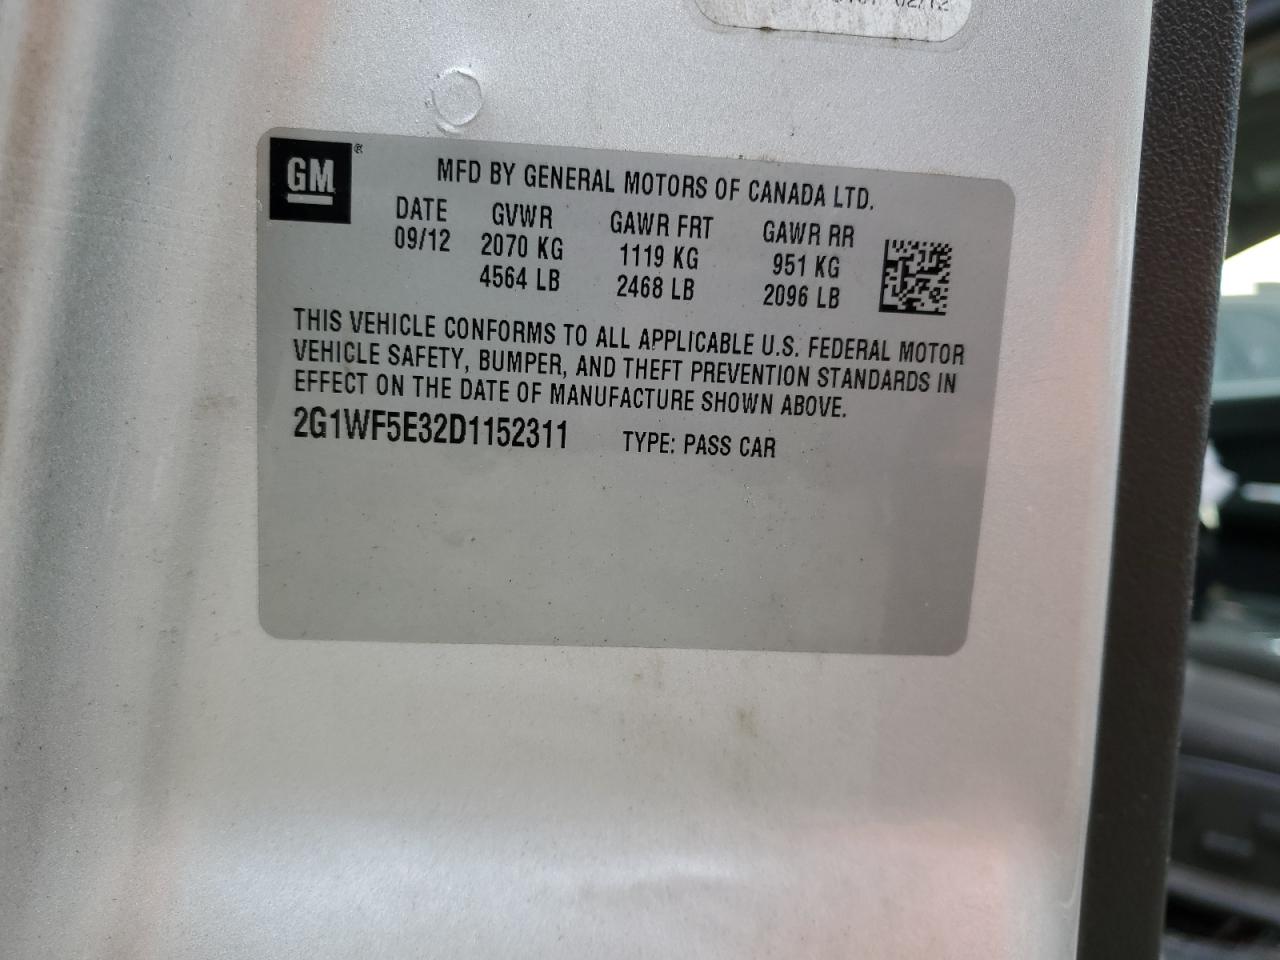 02/12
GM®
MFD BY GENERAL MOTORS OF CANADA LTD.
DATE GVWR GAWR FRT GAWR RR
09/12 2070 KG 1119 KG 951 KG
4564 LB 2468 LB 2096 LB
THIS VEHICLE CONFORMS TO ALL APPLICABLE U.S. FEDERAL MOTOR
VEHICLE SAFETY, BUMPER, AND THEFT PREVENTION STANDARDS IN
EFFECT ON THE DATE OF MANUFACTURE SHOWN ABOVE.
2G1WF5E32D1152311 TYPE: PASS CAR